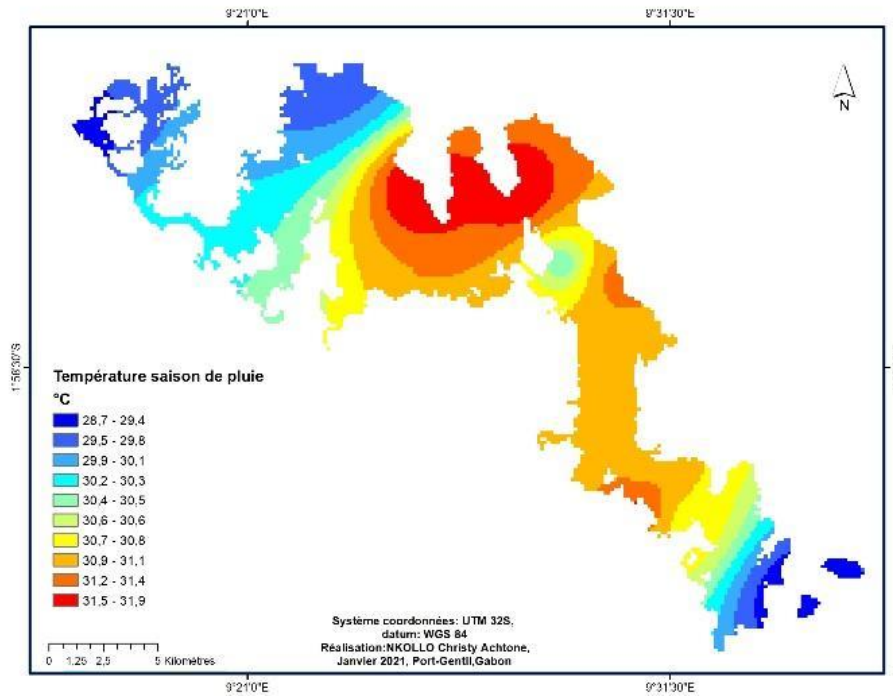 9°21'0"E 9°31'30"E
N
1°56'30"S
Température saison de pluie
°C
28,7 - 29,4
29,5 - 29,8
29,9 - 30,1
30,2 - 30,3
30,4 - 30,5
30,6 - 30,6
30,7 - 30,8
30,9 - 31,1
31,2 - 31,4
31,5 - 31,9
0 1.25 2,5 5 Kilomètres
Système coordonnées: UTM 32S,
datum: WGS 84
Réalisation:NKOLLO Christy Achtone,
Janvier 2021, Port-Gentil,Gabon
9°21'0"E 9°31'30"E